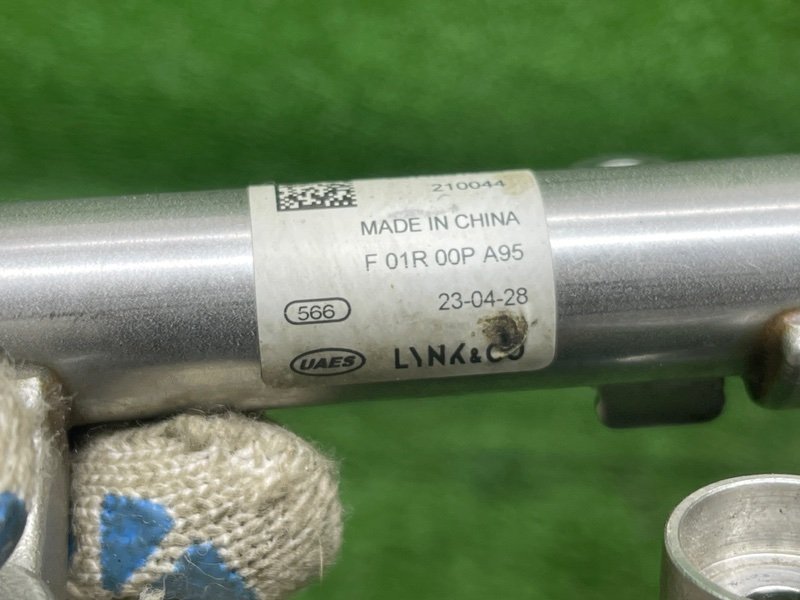 210044
MADE IN CHINA
F 01R 00P A95
566 23-04-28
UAES LYNK&CO